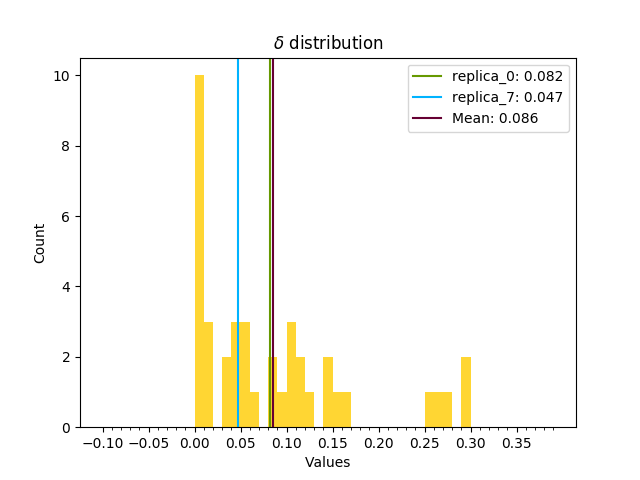 δ distribution
replica_0: 0.082
replica_7: 0.047
Mean: 0.086
Count
10
8
6
4
2
0
−0.10 −0.05 0.00 0.05 0.10 0.15 0.20 0.25 0.30 0.35
Values